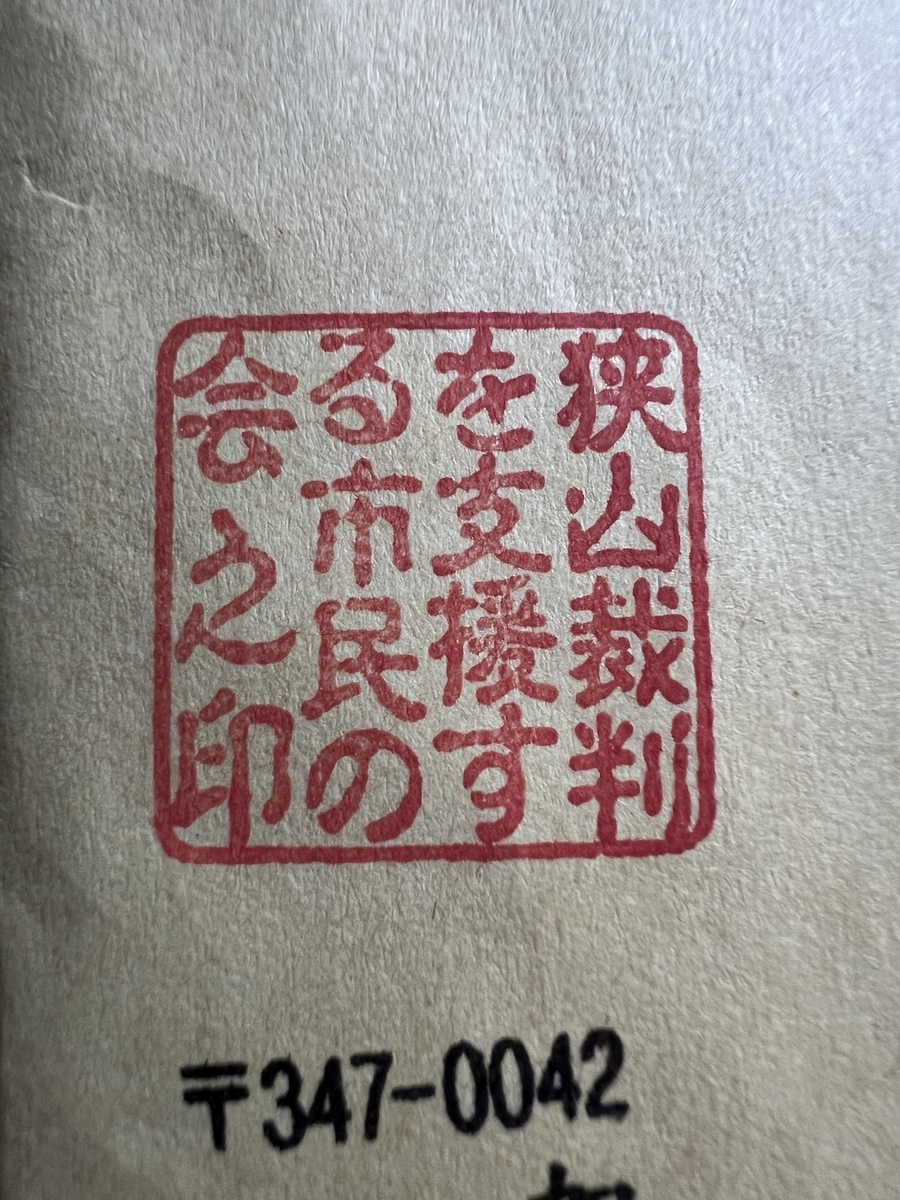 狭山裁判
を支援す
る市民の
会之印
〒347-0042